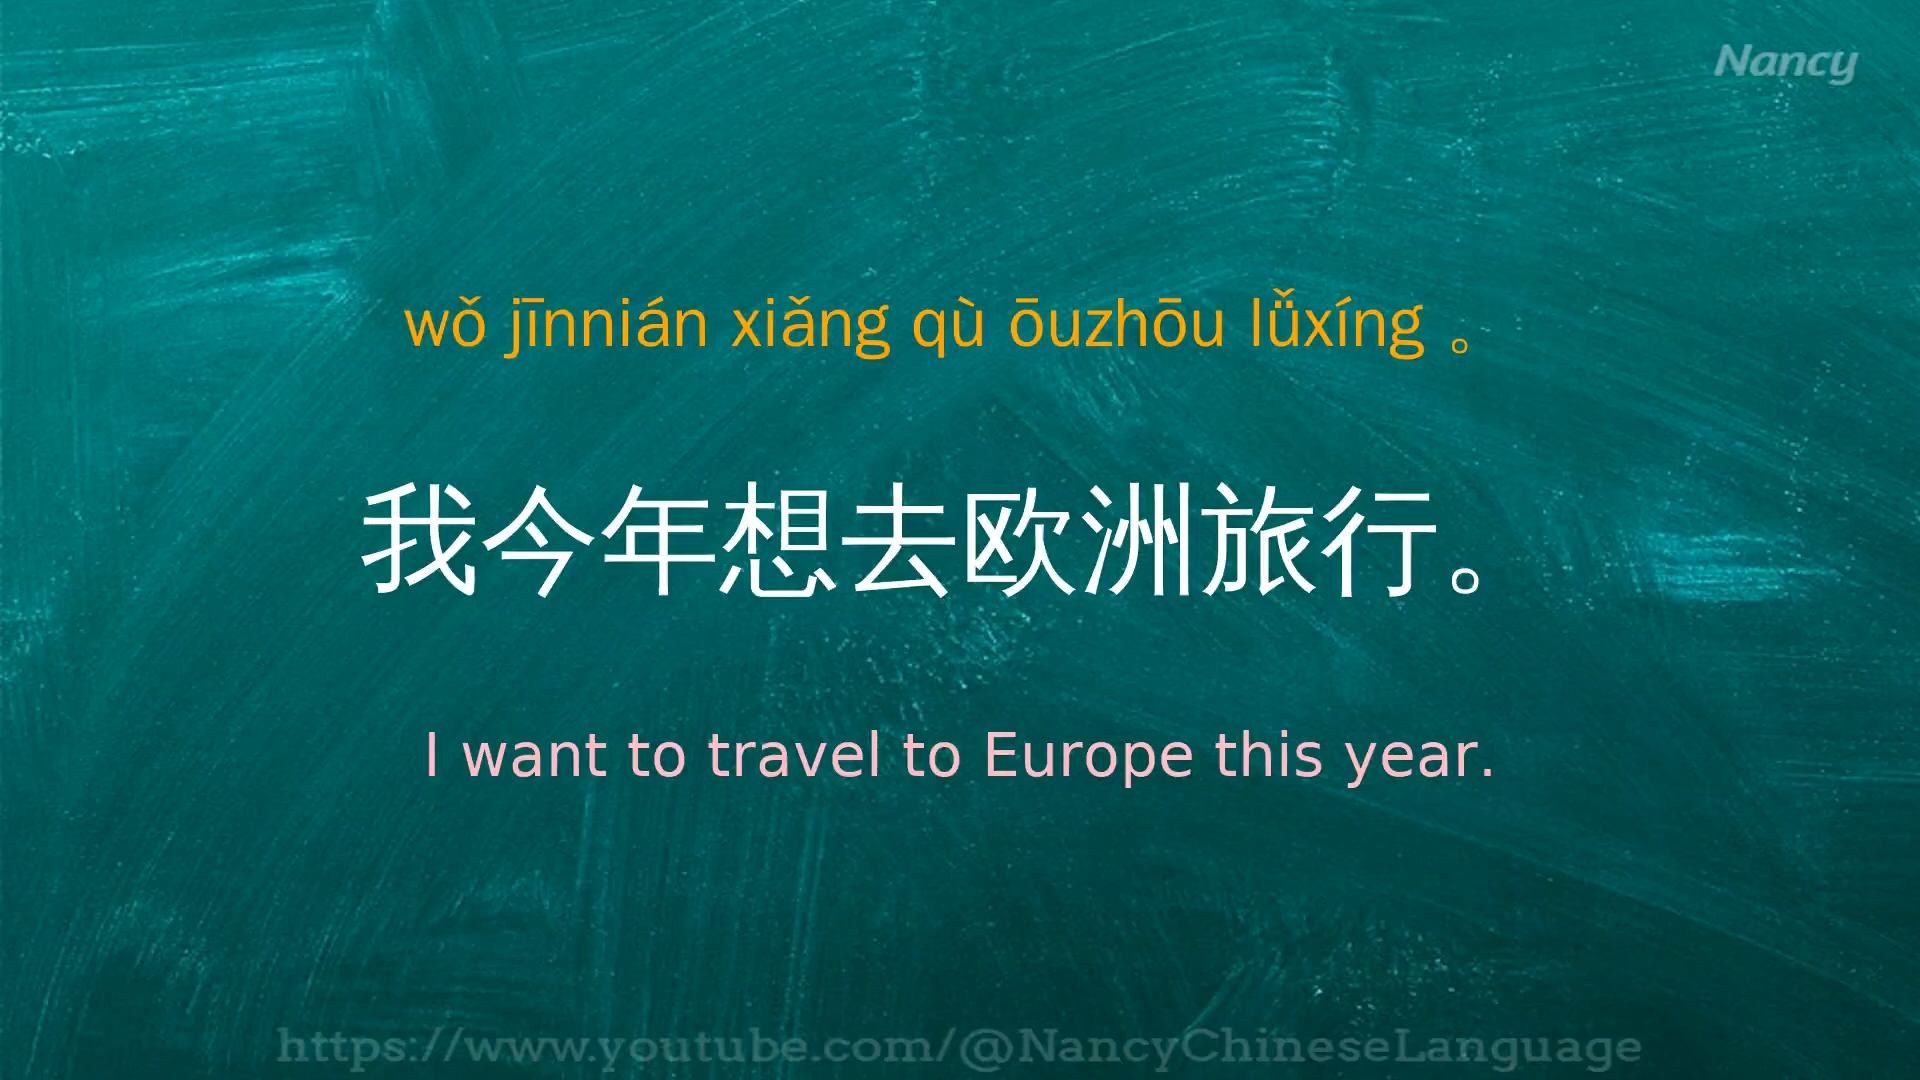 Nancy
wǒ jīnnián xiǎng qù ōuzhōu lǚxíng 。
我今年想去欧洲旅行。
I want to travel to Europe this year.
https://www.youtube.com/@NancyChineseLanguage